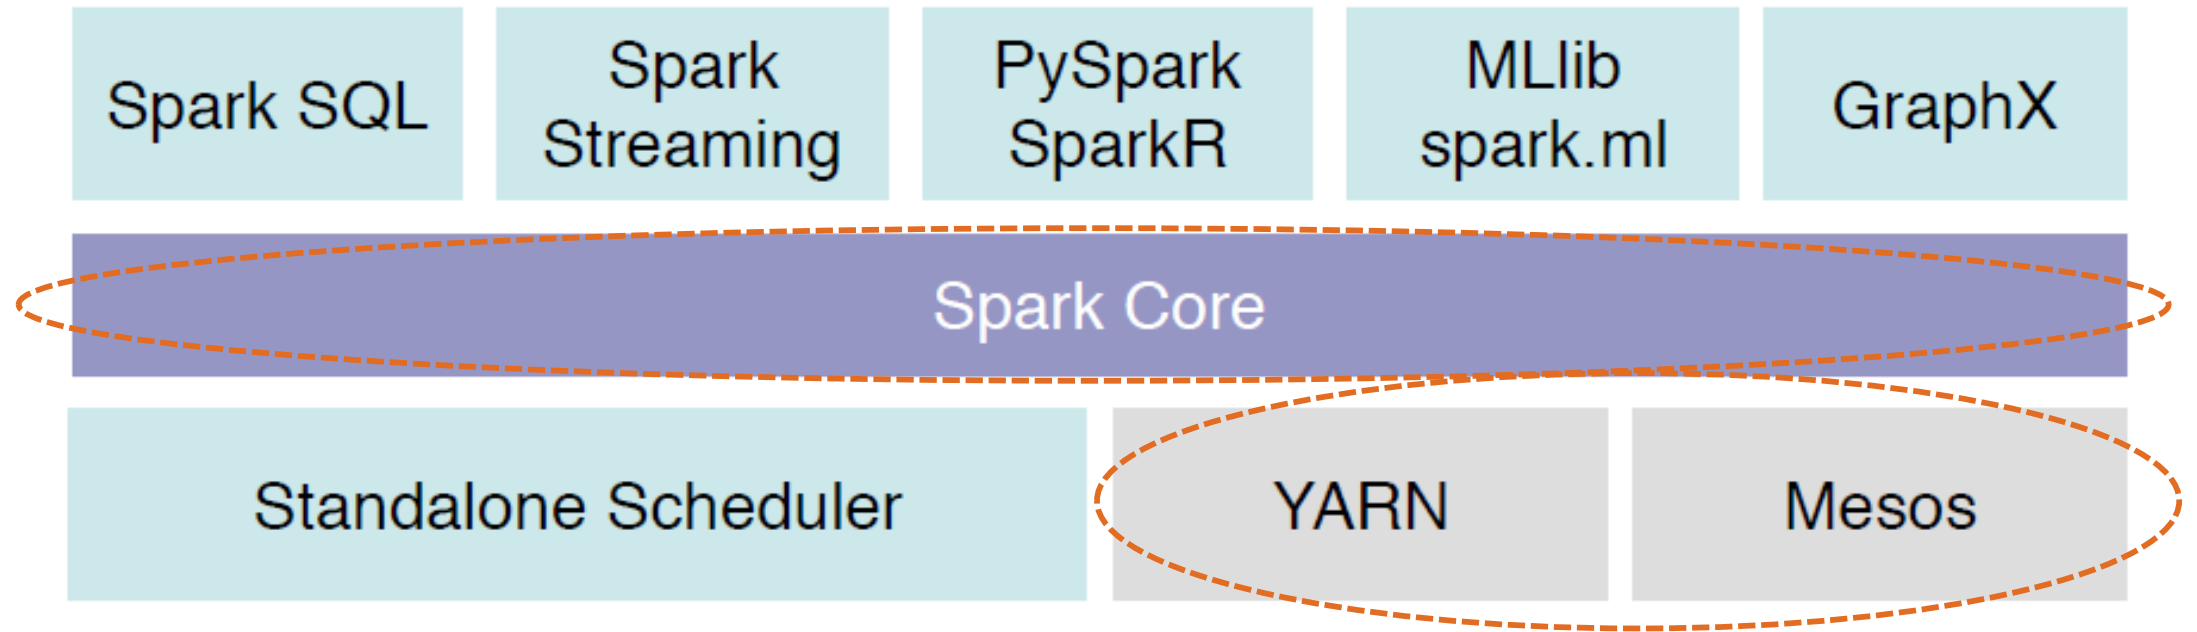 Spark SQL
Spark
Streaming
PySpark
SparkR
MLlib
spark.ml
GraphX
Spark Core
Standalone Scheduler
YARN
Mesos